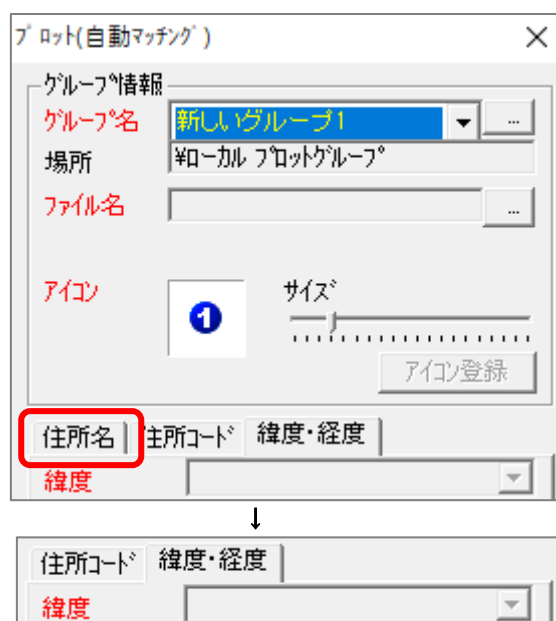 ﾌﾟﾛｯﾄ(自動ﾏｯﾁﾝｸﾞ)
ｸﾞﾙｰﾌﾟ情報
ｸﾞﾙｰﾌﾟ名 新しいグループ1 ...
場所 ¥ﾛｰｶﾙ ﾌﾟﾛｯﾄｸﾞﾙｰﾌﾟ
ﾌｧｲﾙ名 ...
ｱｲｺﾝ 1 ｻｲｽﾞ
ｱｲｺﾝ登録
住所名 住所ｺｰﾄﾞ 緯度・経度
緯度
↓
住所ｺｰﾄﾞ 緯度・経度
緯度